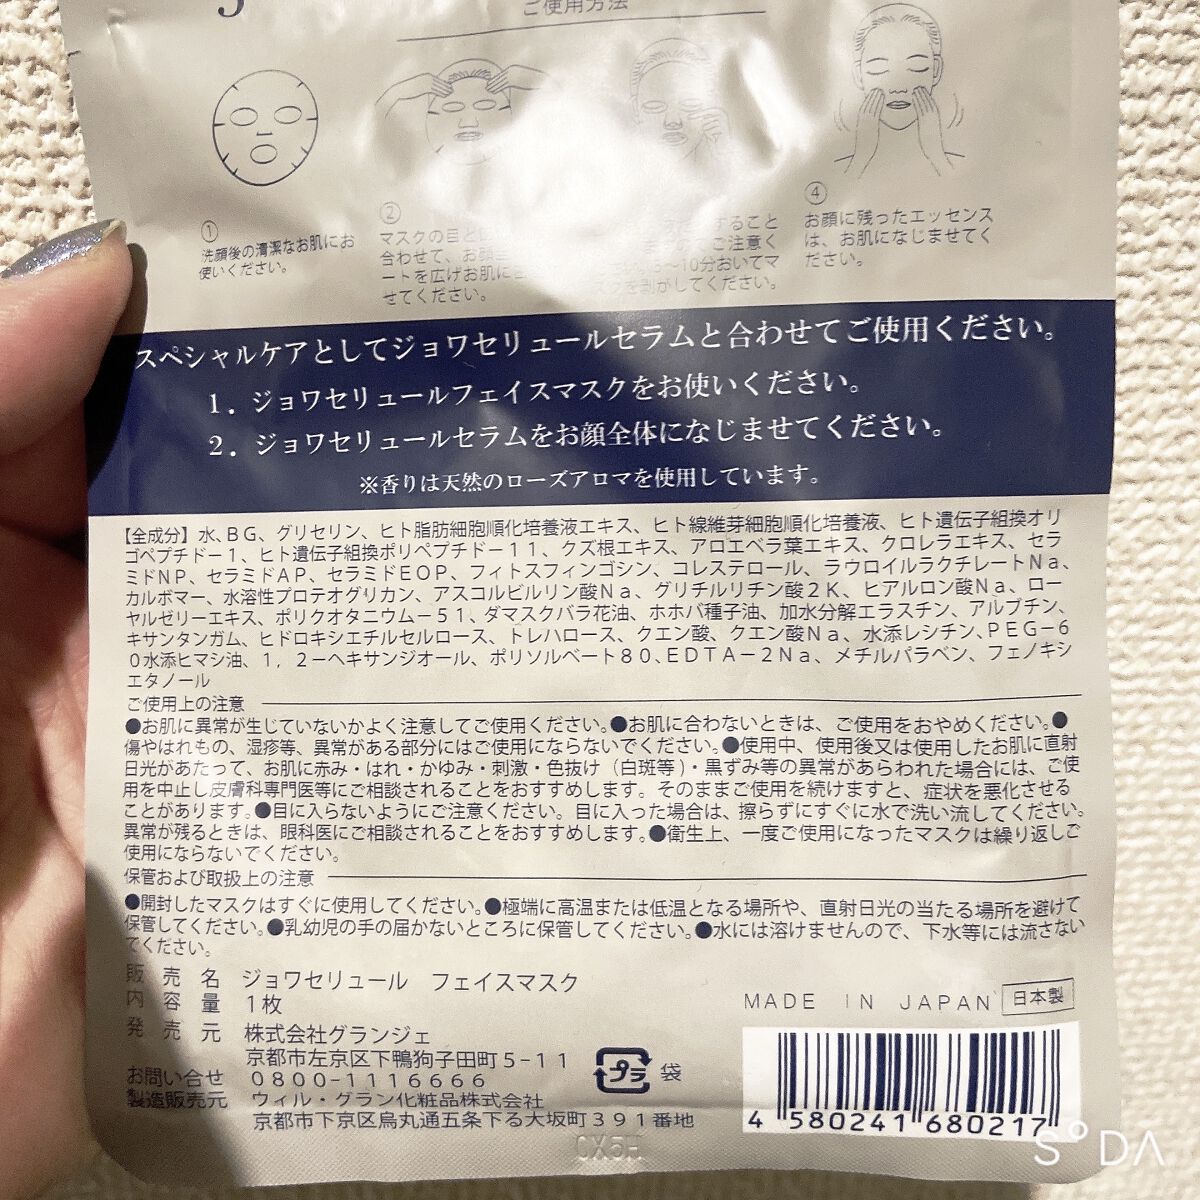 ご使用方法
①
洗顔後の清潔なお肌にお
使いください。
②
マスクの目と
合わせて、お顔
ートを広げお肌に
せてください。
すること
ご注意く
10分おいてマ
スクを剥がしてください。
④
お顔に残ったエッセンス
は、お肌になじませてく
ださい。
スペシャルケアとしてジョワセリュールセラムと合わせてご使用ください。
1．ジョワセリュールフェイスマスクをお使いください。
2．ジョワセリュールセラムをお顔全体になじませてください。
※香りは天然のローズアロマを使用しています。
【全成分】水、BG、グリセリン、ヒト脂肪細胞順化培養液エキス、ヒト線維芽細胞順化培養液、ヒト遺伝子組換オリ
ゴペプチド－1、ヒト遺伝子組換ポリペプチド－11、クズ根エキス、アロエベラ葉エキス、クロレラエキス、セラ
ミドNP、セラミドAP、セラミドEOP、フィトスフィンゴシン、コレステロール、ラウロイルラクチレートNa、
カルボマー、水溶性プロテオグリカン、アスコルビルリン酸Na、グリチルリチン酸2K、ヒアルロン酸Na、ロー
ヤルゼリーエキス、ポリクオタニウム－51、ダマスクバラ花油、ホホバ種子油、加水分解エラスチン、アルブチン、
キサンタンガム、ヒドロキシエチルセルロース、トレハロース、クエン酸、クエン酸Na、水添レシチン、PEG－6
0水添ヒマシ油、1，2－ヘキサンジオール、ポリソルベート80、EDTA－2Na、メチルパラベン、フェノキシ
エタノール
ご使用上の注意
●お肌に異常が生じていないかよく注意してご使用ください。●お肌に合わないときは、ご使用をおやめください。●
傷やはれもの、湿疹等、異常がある部分にはご使用にならないでください。●使用中、使用後又は使用したお肌に直射
日光があたって、お肌に赤み・はれ・かゆみ・刺激・色抜け（白斑等）・黒ずみ等の異常があらわれた場合には、ご使
用を中止し皮膚科専門医等にご相談されることをおすすめします。そのままご使用を続けますと、症状を悪化させる
ことがあります。●目に入らないようにご注意ください。目に入った場合は、擦らずにすぐに水で洗い流してください。
異常が残るときは、眼科医にご相談されることをおすすめします。●衛生上、一度ご使用になったマスクは繰り返しご
使用にならないでください。
保管および取扱上の注意
●開封したマスクはすぐに使用してください。●極端に高温または低温となる場所や、直射日光の当たる場所を避けて
保管してください。●乳幼児の手の届かないところに保管してください。●水には溶けませんので、下水等には流さない
でください。
販売名 ジョワセリュール フェイスマスク
内容量 1枚
発売元 株式会社グランジェ
京都市左京区下鴨狗子田町5－11
お問い合せ 0800－1116666
製造販売元 ウィル・グラン化粧品株式会社
京都市下京区烏丸通五条下る大坂町391番地
プラ 袋
MADE IN JAPAN 日本製
4 580241 680217
CX5H
SODA